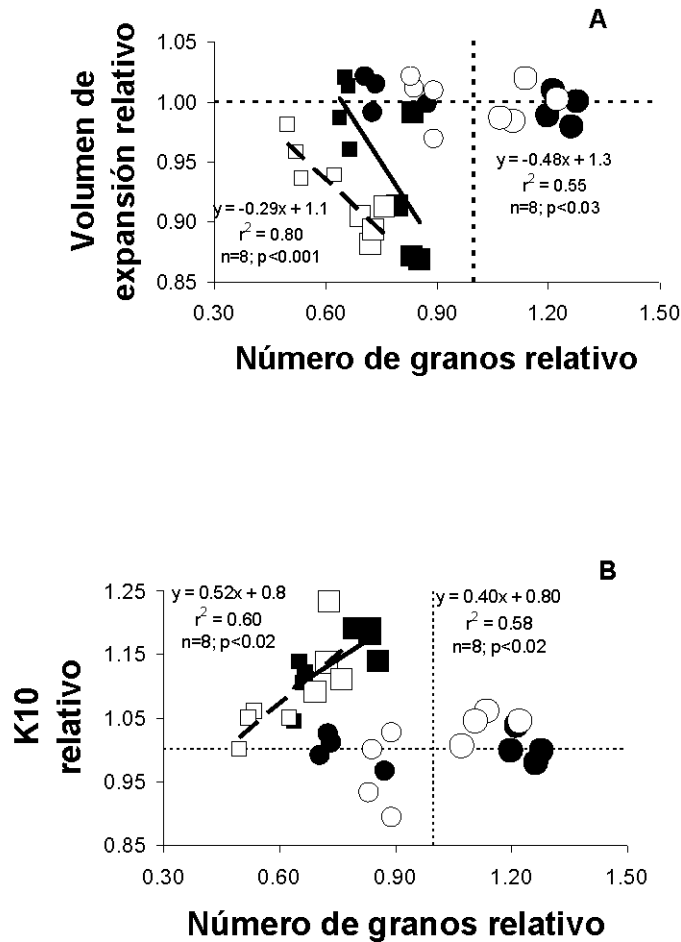 A
Volumen de
expansión relativo
1.05
1.00
0.95
0.90
0.85
y = -0.48x + 1.3
r² = 0.55
n=8; p<0.03
y = -0.29x + 1.1
r² = 0.80
n=8; p<0.001
0.30 0.60 0.90 1.20 1.50
Número de granos relativo
B
K10
relativo
1.25
1.15
1.05
0.95
0.85
y = 0.52x + 0.8
r² = 0.60
n=8; p<0.02
y = 0.40x + 0.80
r² = 0.58
n=8; p<0.02
0.30 0.60 0.90 1.20 1.50
Número de granos relativo